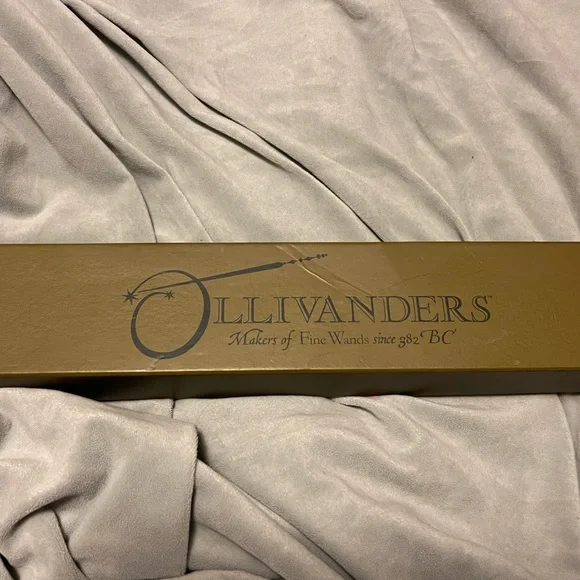 OLLIVANDERS
Makers of Fine Wands since 382 BC